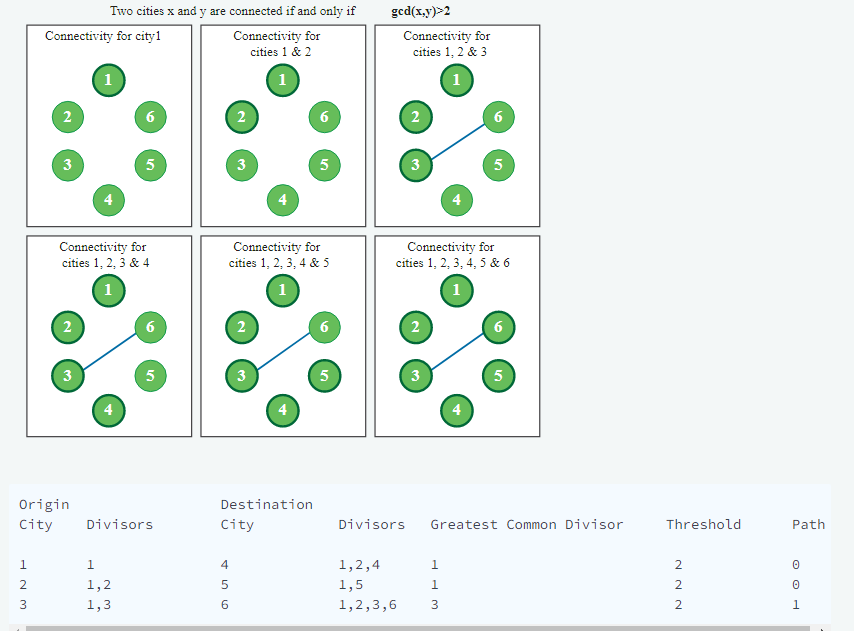 Two cities x and y are connected if and only if gcd(x,y)>2
Connectivity for city1
1
2 6
3 5
4
Connectivity for
cities 1 & 2
1
2 6
3 5
4
Connectivity for
cities 1, 2 & 3
1
2 6
3 5
4
Connectivity for
cities 1, 2, 3 & 4
1
2 6
3 5
4
Connectivity for
cities 1, 2, 3, 4 & 5
1
2 6
3 5
4
Connectivity for
cities 1, 2, 3, 4, 5 & 6
1
2 6
3 5
4
Origin Destination
City Divisors City Divisors Greatest Common Divisor Threshold Path
1 1 4 1,2,4 1 2 0
2 1,2 5 1,5 1 2 0
3 1,3 6 1,2,3,6 3 2 1